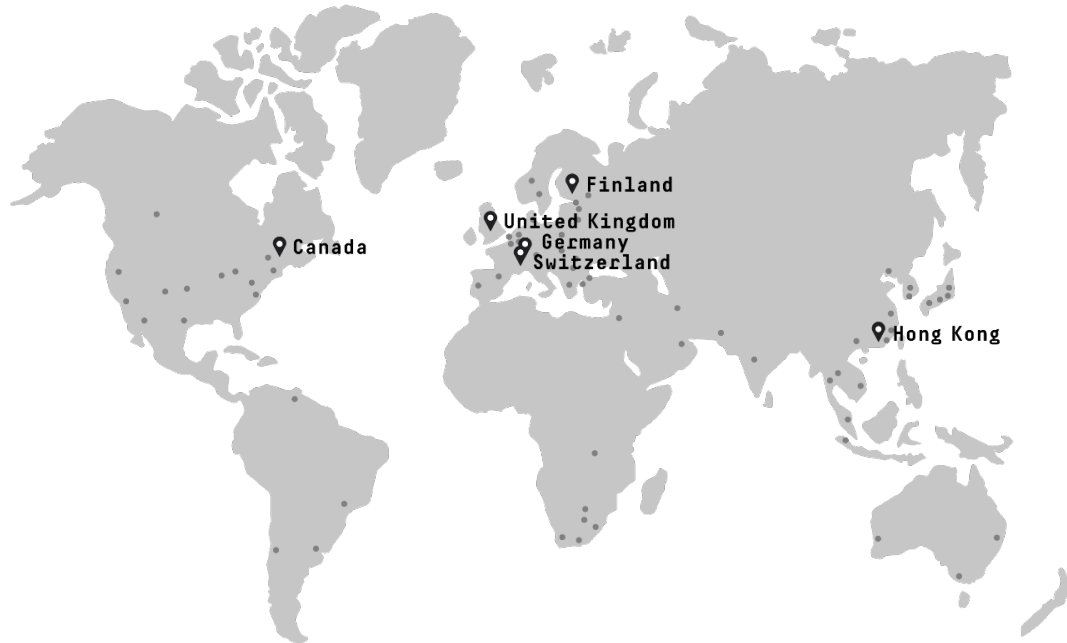 Finland
United Kingdom
Germany
Canada
Switzerland
Hong Kong